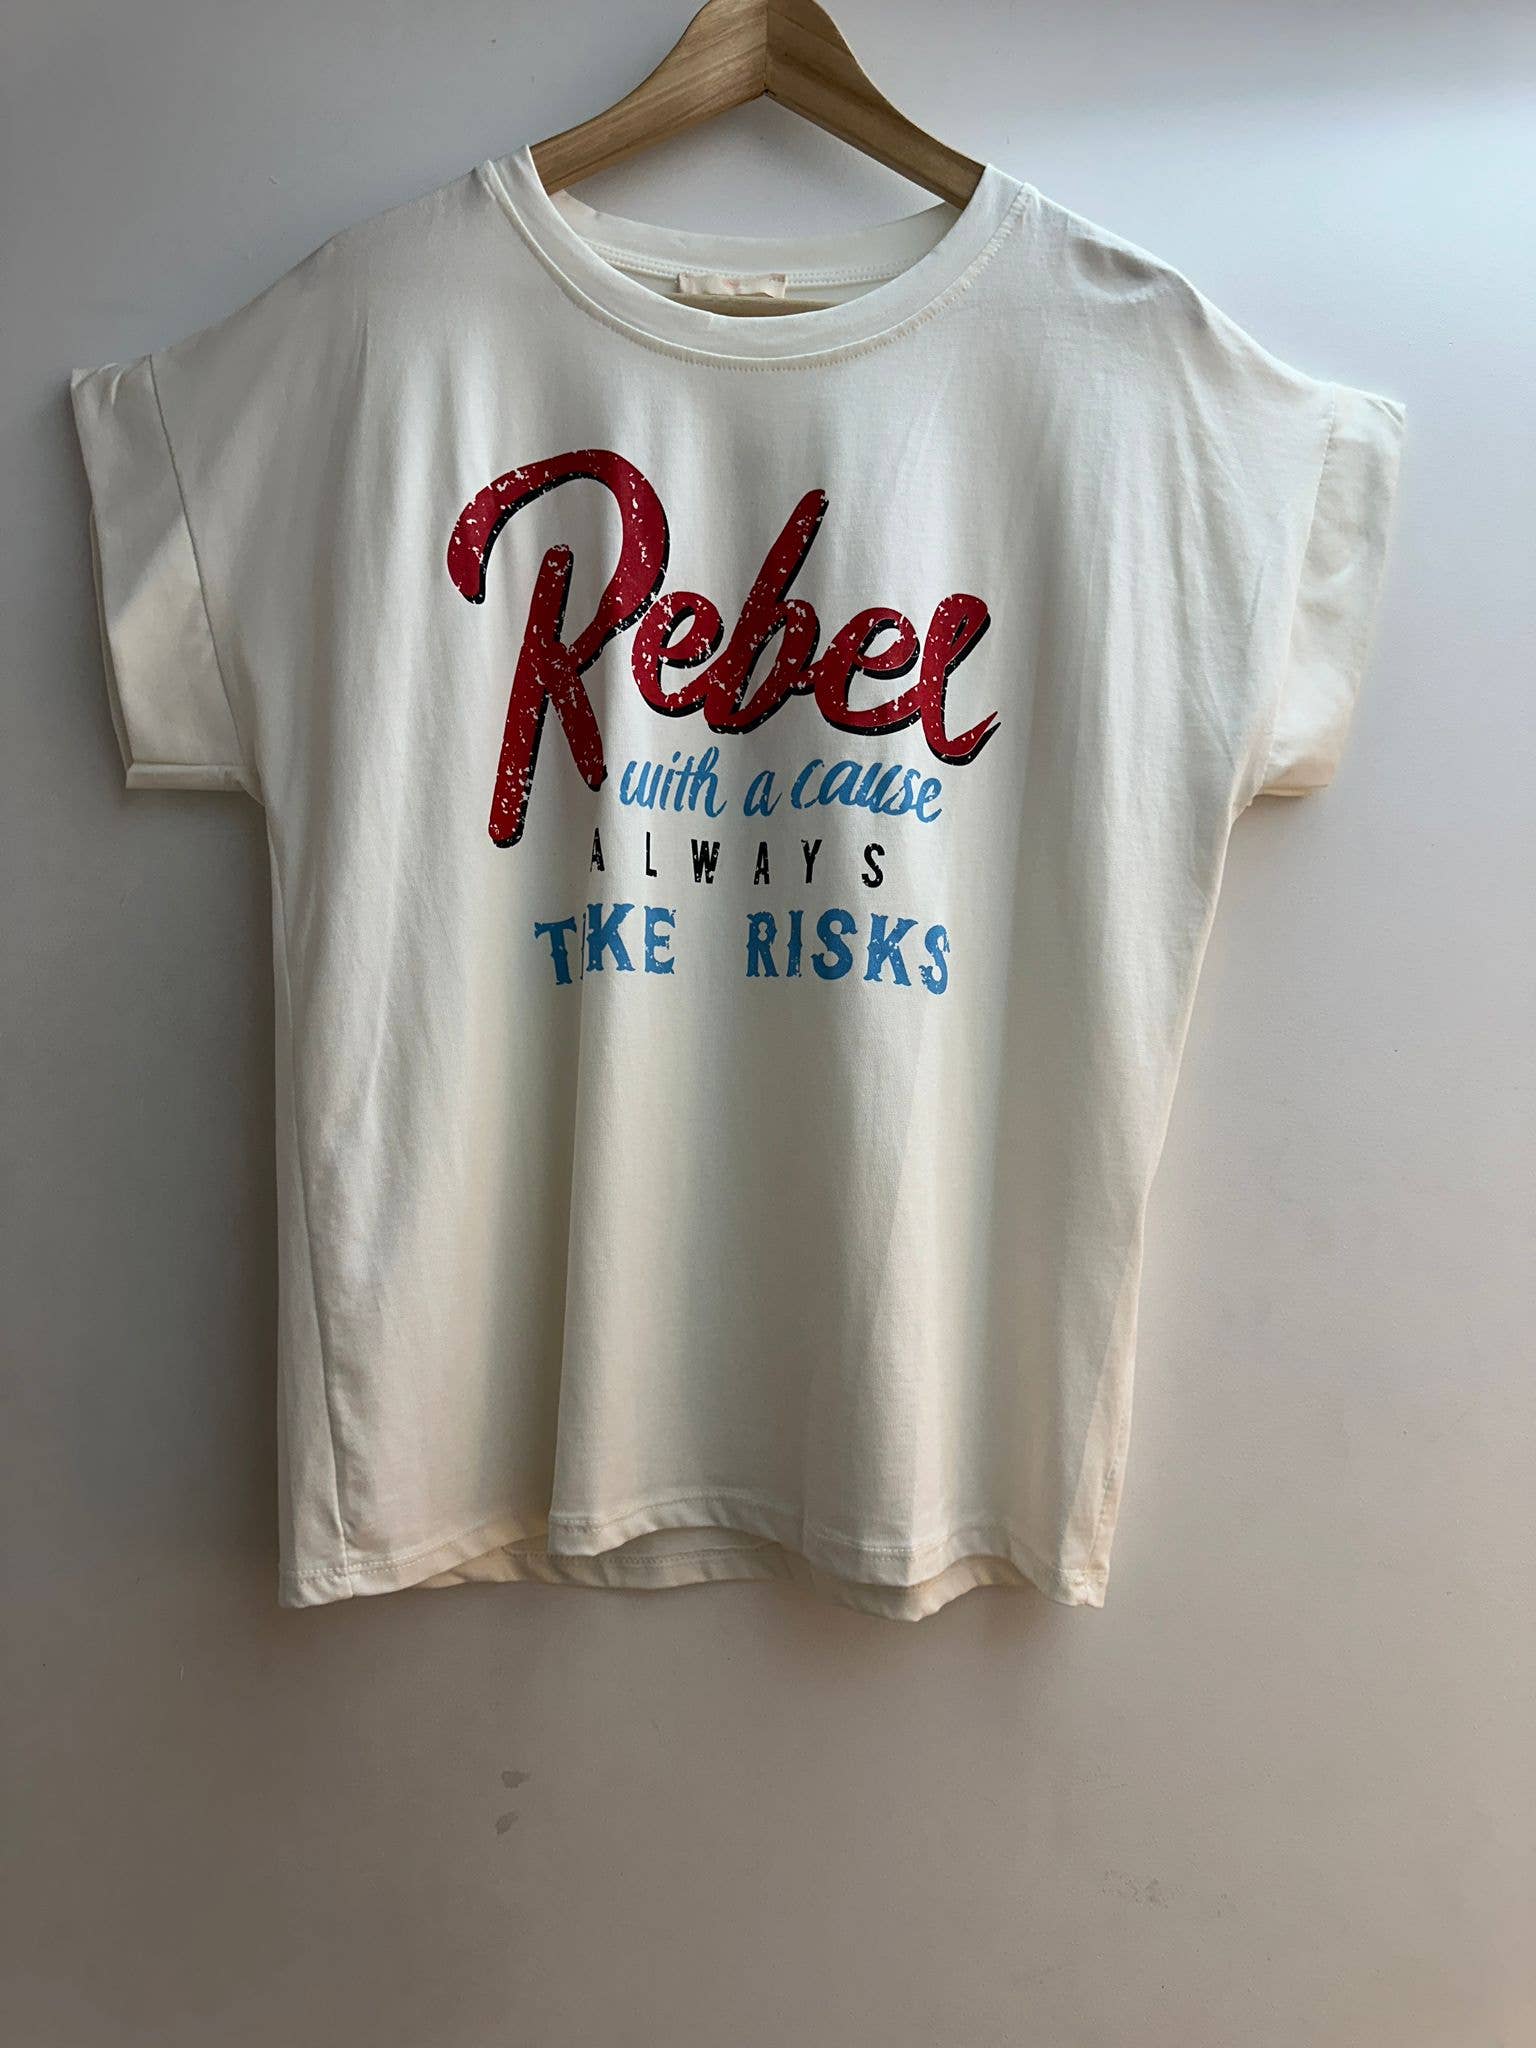 Rebel
with a cause
ALWAYS
TAKE RISKS